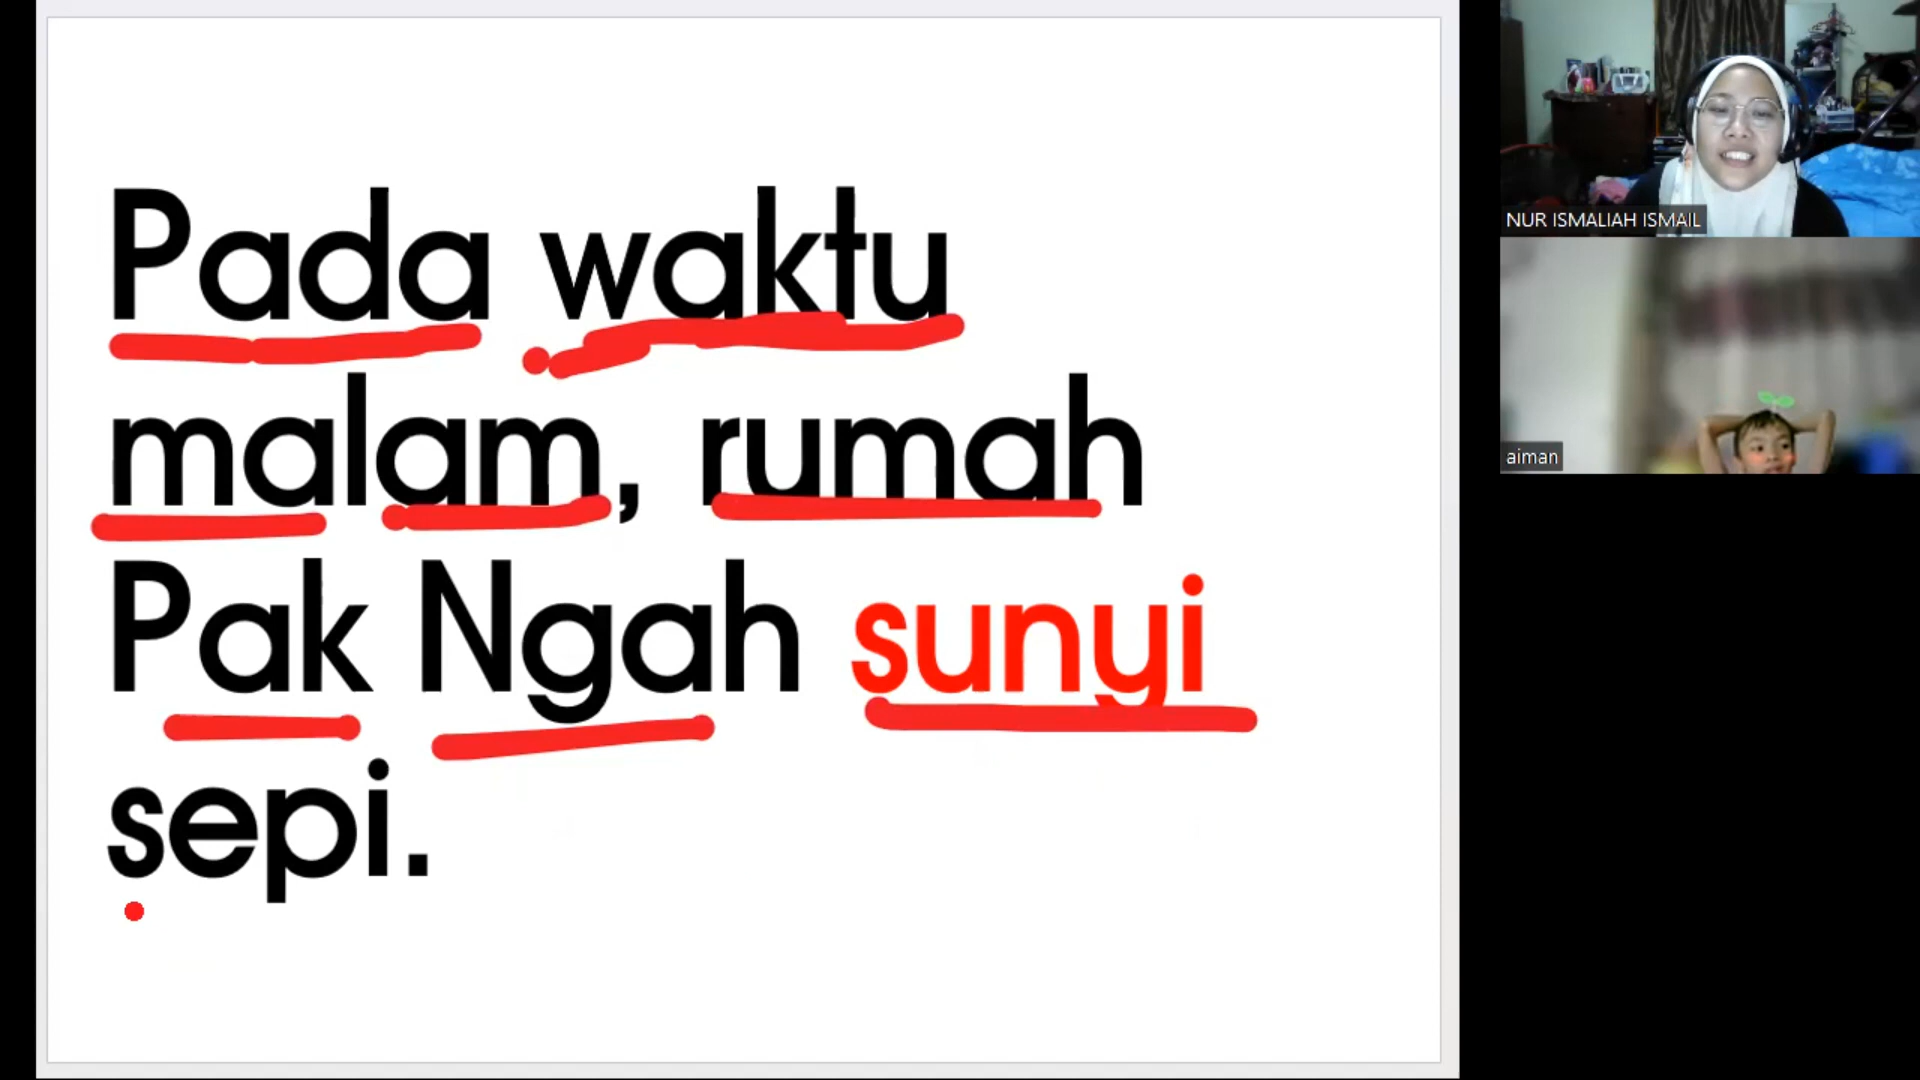 Pada waktu
malam, rumah
Pak Ngah sunyi
sepi.
NUR ISMALIAH ISMAIL
aiman